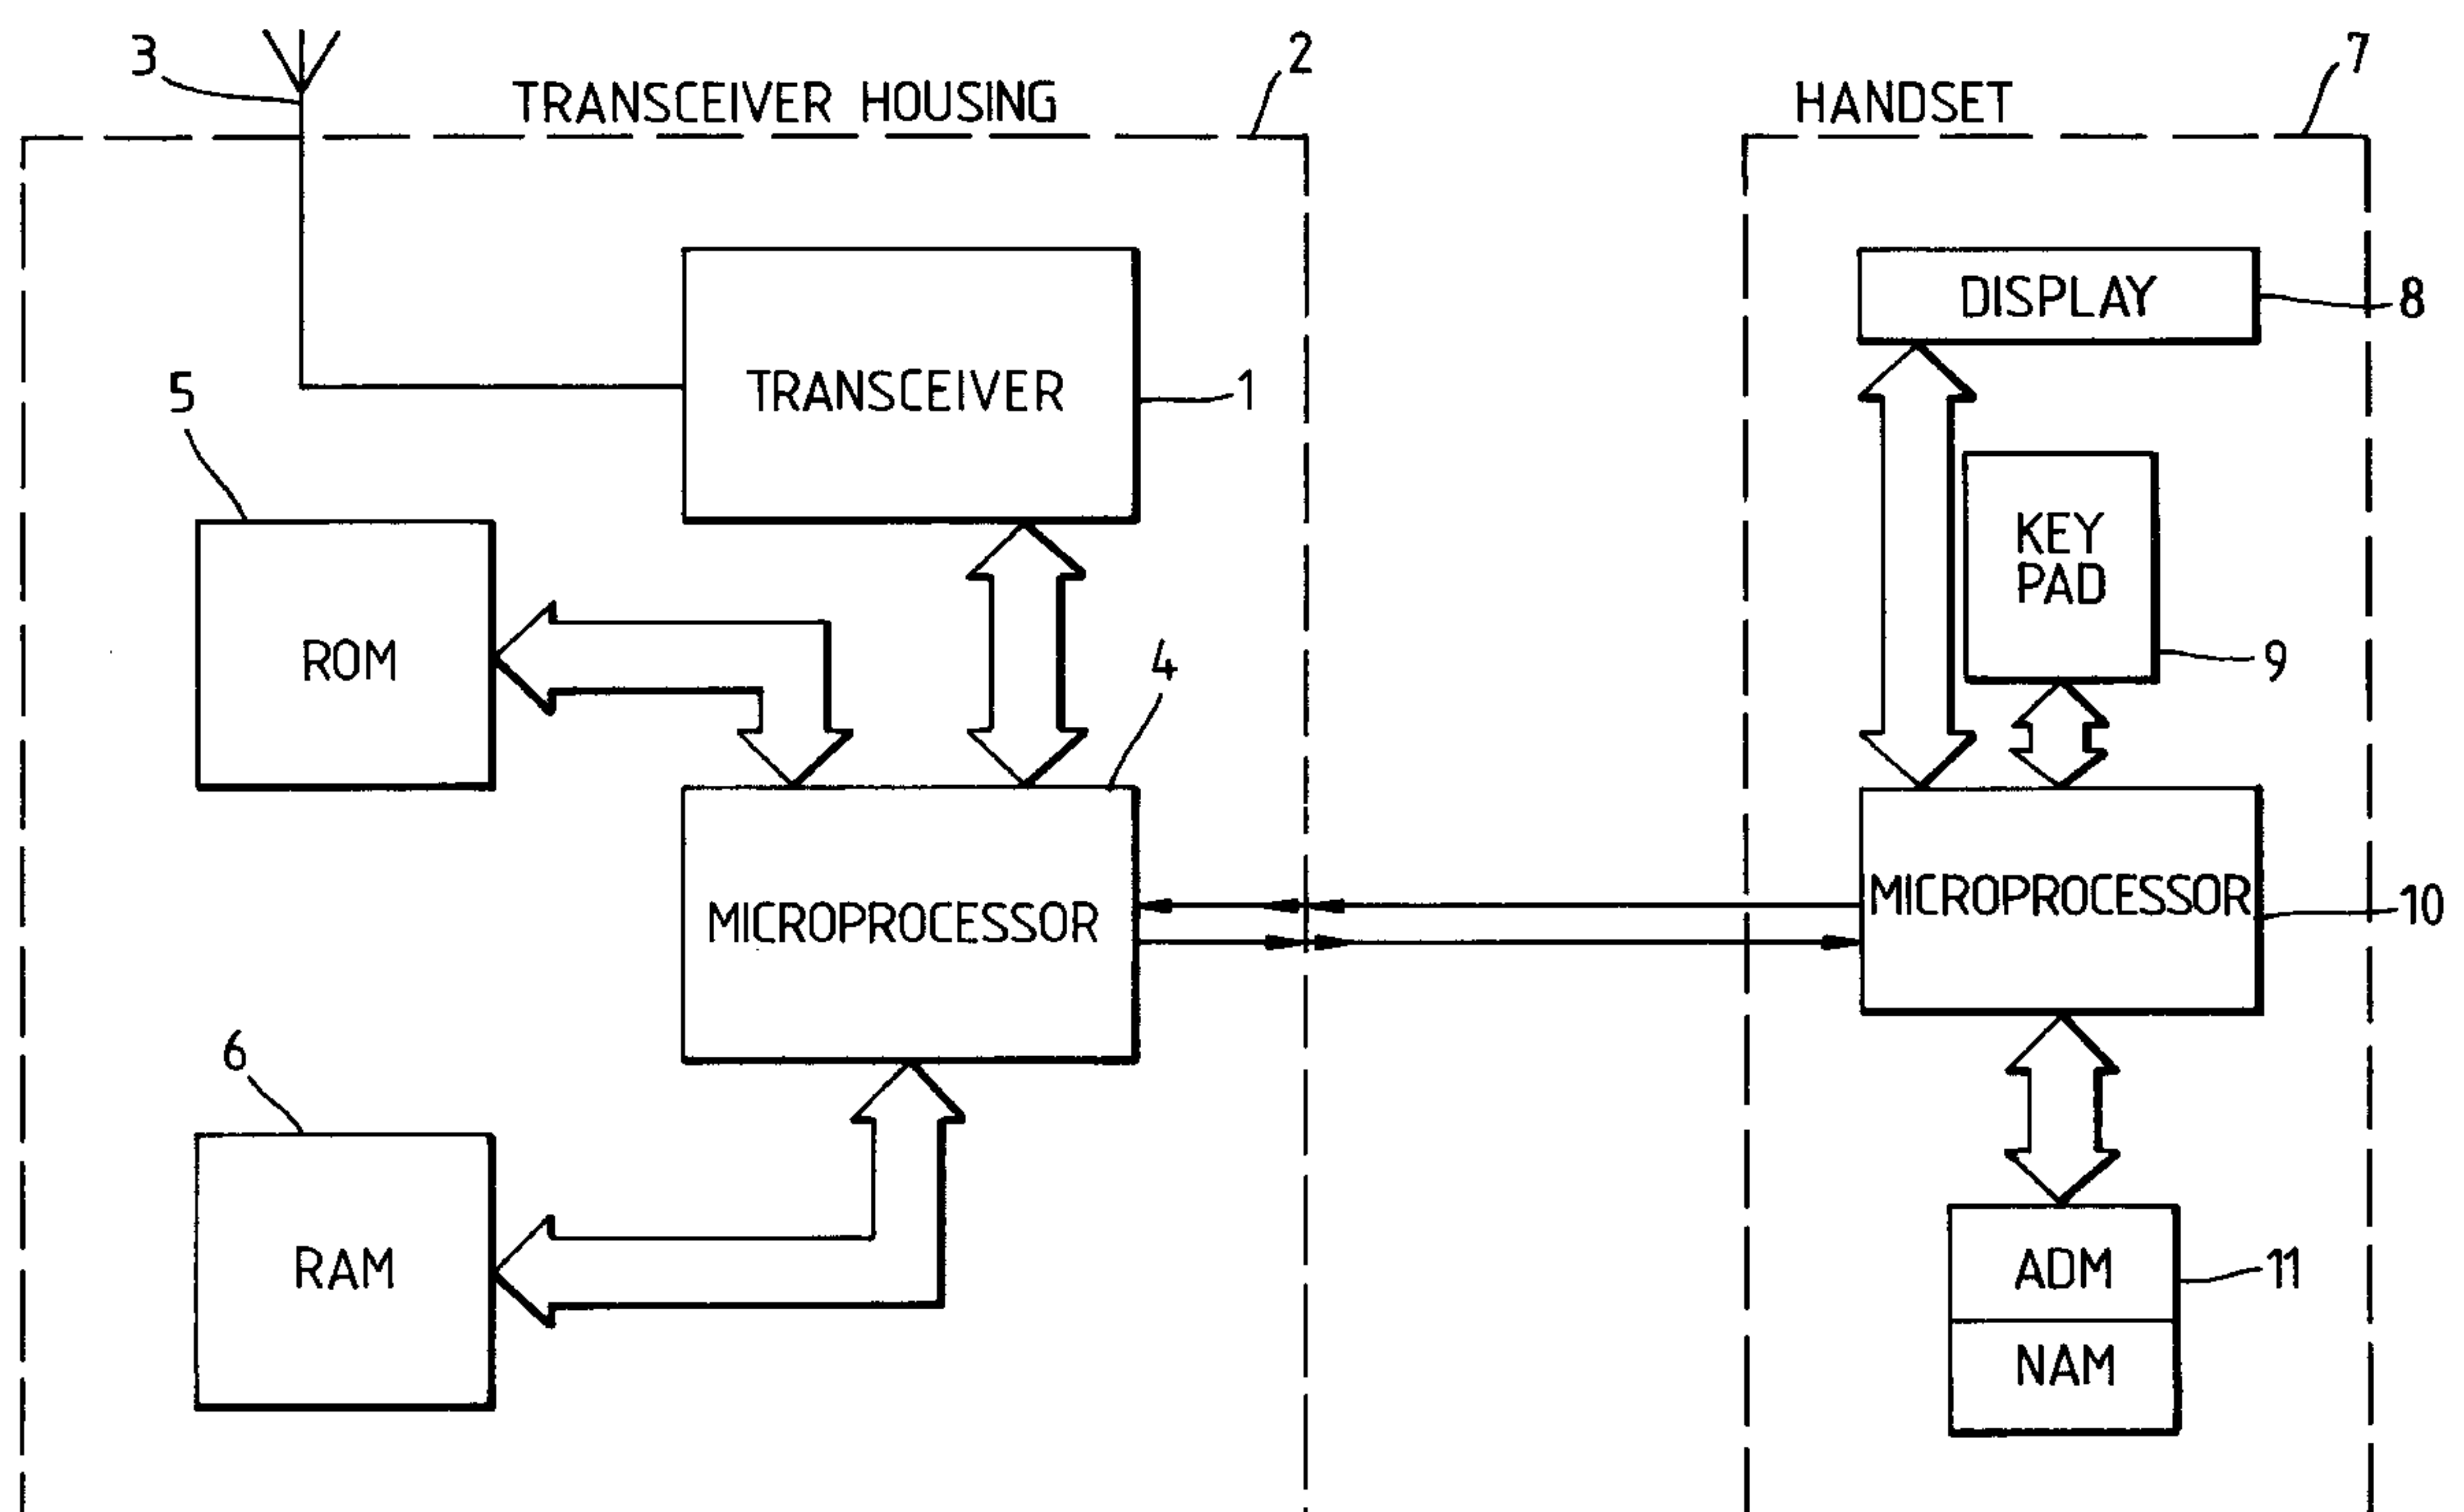 3
TRANSCEIVER HOUSING
2
HANDSET
7
DISPLAY
8
TRANSCEIVER
1
5
KEY
PAD
9
ROM
4
MICROPROCESSOR
MICROPROCESSOR
10
6
RAM
ADM
11
NAM